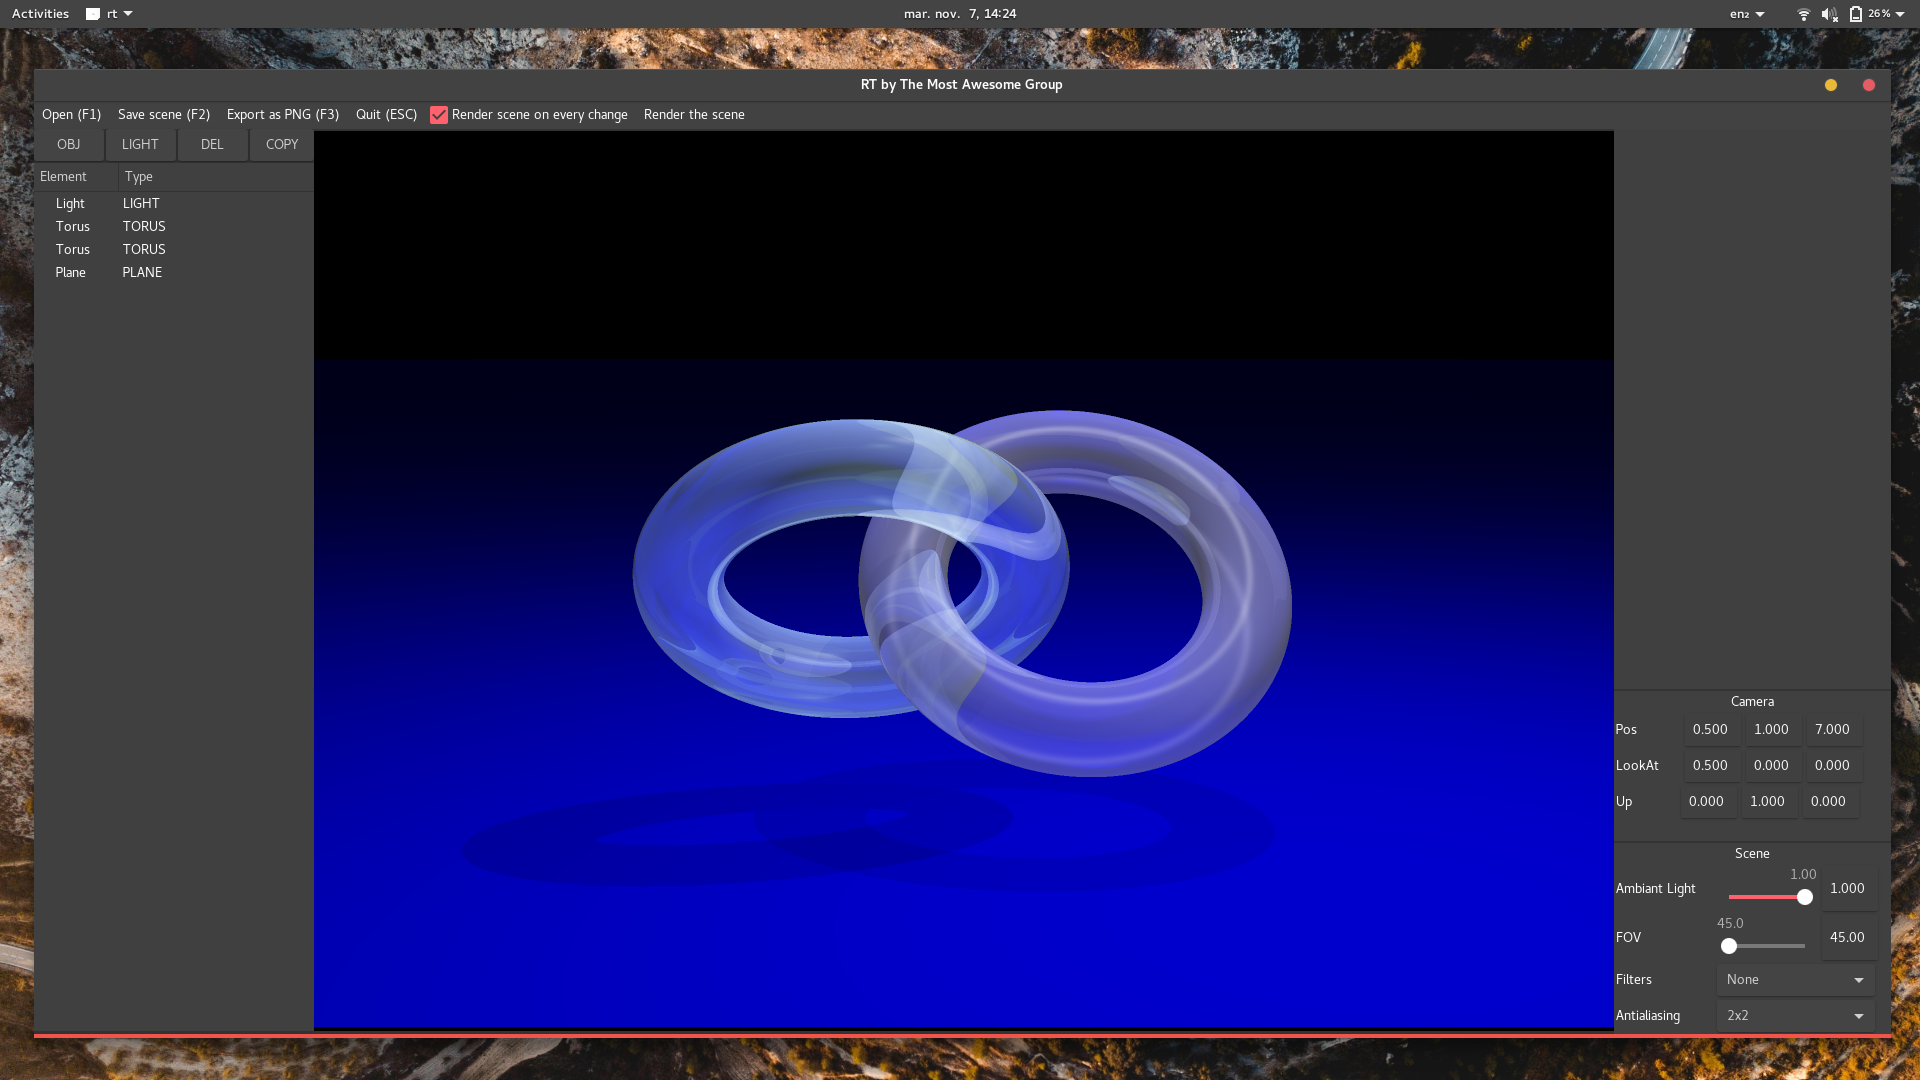 Activities rt mar. nov. 7, 14:24 en₂ 26%
RT by The Most Awesome Group
Open (F1) Save scene (F2) Export as PNG (F3) Quit (ESC) Render scene on every change Render the scene
OBJ LIGHT DEL COPY
Element Type
Light LIGHT
Torus TORUS
Torus TORUS
Plane PLANE
Camera
Pos 0.500 1.000 7.000
LookAt 0.500 0.000 0.000
Up 0.000 1.000 0.000
Scene
1.00
Ambiant Light 1.000
45.0
FOV 45.00
Filters None
Antialiasing 2x2